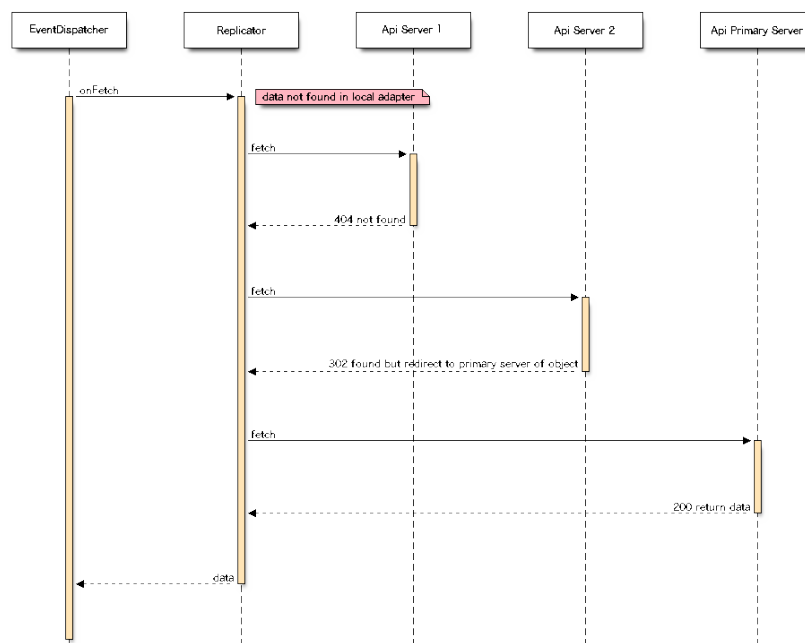 EventDispatcher
Replicator
Api Server 1
Api Server 2
Api Primary Server
onFetch
data not found in local adapter
fetch
404 not found
fetch
302 found but redirect to primary server of object
fetch
200 return data
data